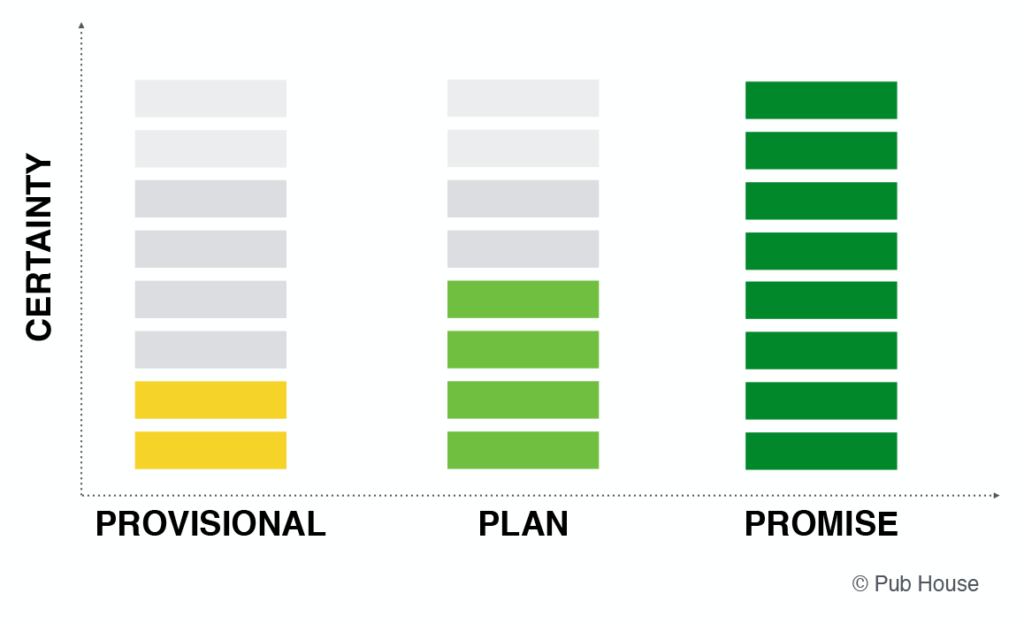 CERTAINTY
PROVISIONAL
PLAN
PROMISE
© Pub House